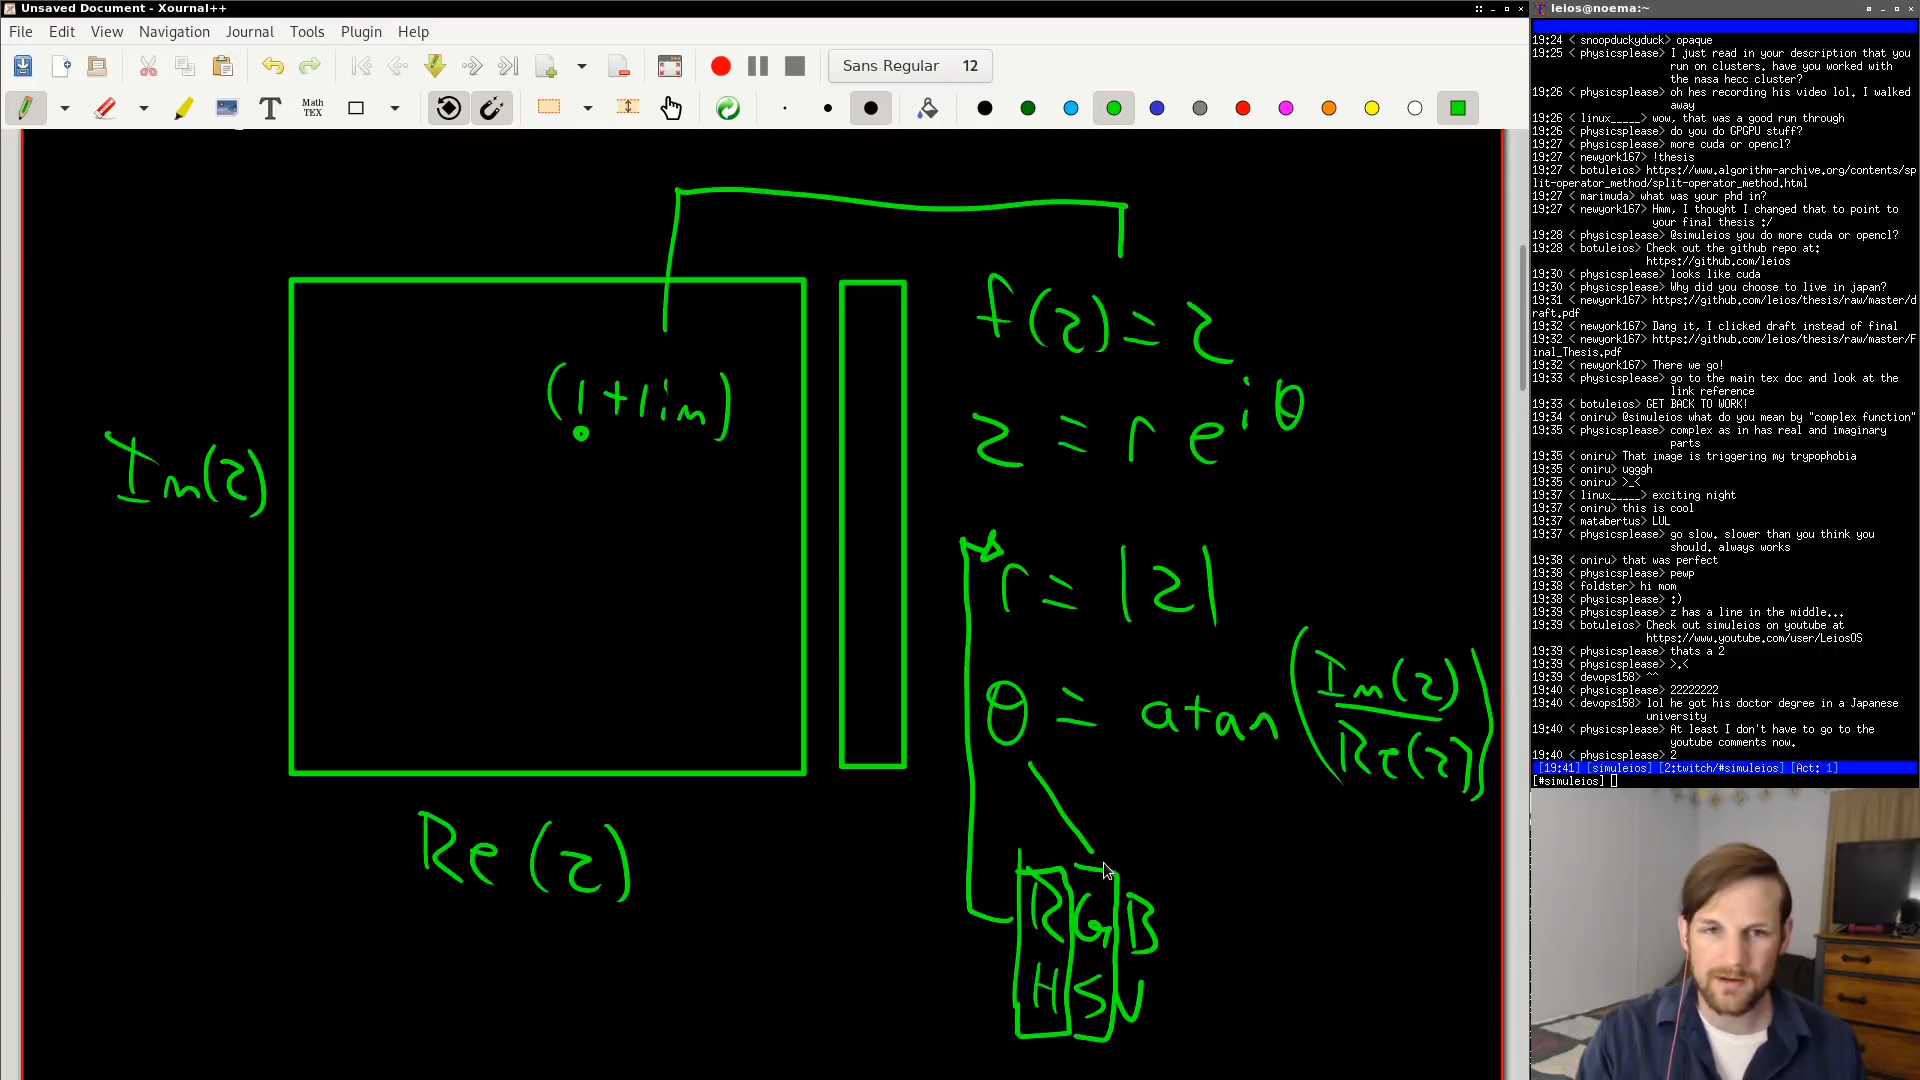 Unsaved Document - Xournal++
File Edit View Navigation Journal Tools Plugin Help
Sans Regular 12
Math
TEX
f(z) = z
(1 + 1im)
z = r e^iθ
Im(z)
r = |z|
θ = atan (Im(z) / Re(z))
Re(z)
R G B
H S V
leios@noema:~
19:24 < snoopduckyduck> opaque
19:25 < physicsplease> I just read in your description that you
run on clusters. have you worked with
the nasa hecc cluster?
19:26 < physicsplease> oh hes recording his video lol. I walked
away
19:26 < linux_____> wow, that was a good run through
19:27 < physicsplease> do you do GPGPU stuff?
19:27 < physicsplease> more cuda or opencl?
19:27 < newyork167> !thesis
19:27 < botuleios> https://www.algorithm-archive.org/contents/sp
lit-operator_method/split-operator_method.html
19:27 < marimuda> what was your phd in?
19:27 < newyork167> Hmm, I thought I changed that to point to
your final thesis :/
19:28 < physicsplease> @simuleios you do more cuda or opencl?
19:28 < botuleios> Check out the github repo at:
https://github.com/leios
19:30 < physicsplease> looks like cuda
19:30 < physicsplease> Why did you choose to live in japan?
19:31 < newyork167> https://github.com/leios/thesis/raw/master/d
raft.pdf
19:32 < newyork167> Dang it, I clicked draft instead of final
19:32 < newyork167> https://github.com/leios/thesis/raw/master/F
inal_Thesis.pdf
19:32 < newyork167> There we go!
19:33 < physicsplease> go to the main tex doc and look at the
link reference
19:33 < botuleios> GET BACK TO WORK!
19:34 < oniru> @simuleios what do you mean by "complex function"
19:35 < physicsplease> complex as in has real and imaginary
parts
19:35 < oniru> That image is triggering my trypophobia
19:35 < oniru> ugggh
19:35 < oniru> >_<
19:37 < linux_____> exciting night
19:37 < oniru> this is cool
19:37 < matabertus> LUL
19:37 < physicsplease> go slow. slower than you think you
should. always works
19:38 < oniru> that was perfect
19:38 < physicsplease> pewp
19:38 < foldster> hi mom
19:38 < physicsplease> :)
19:39 < physicsplease> z has a line in the middle...
19:39 < botuleios> Check out simuleios on youtube at
https://www.youtube.com/user/LeiosOS
19:39 < physicsplease> thats a 2
19:39 < physicsplease> >.<
19:39 < devops158> ^^
19:40 < physicsplease> 22222222
19:40 < devops158> lol he got his doctor degree in a Japanese
university
19:40 < physicsplease> At least I don't have to go to the
youtube comments now.
19:40 < physicsplease> 2
[19:41] [simuleios] [2:twitch/#simuleios] [Act: 1]
[#simuleios]